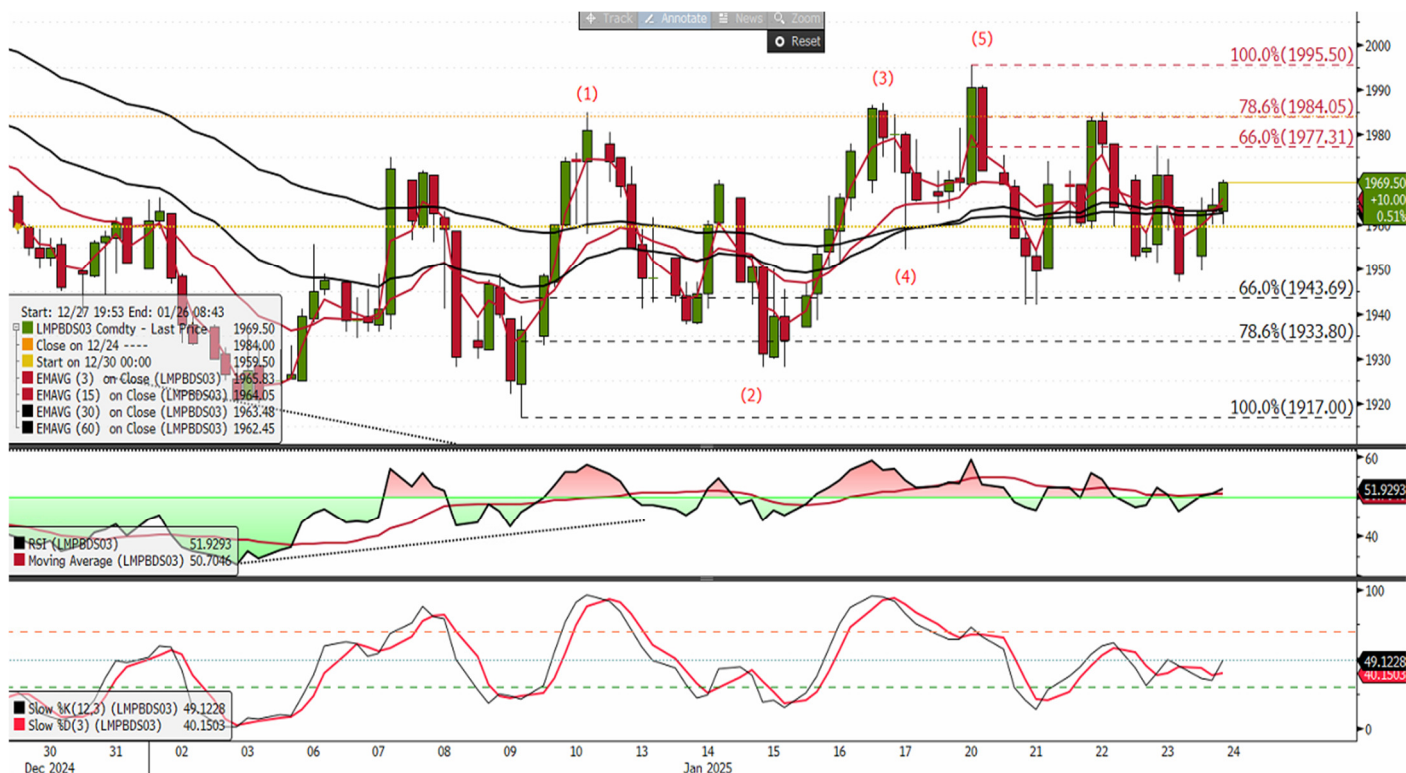 Track Annotate News Zoom
Reset
(5)
2000
100.0%(1995.50)
(3)
1990
(1)
78.6%(1984.05)
1980
66.0%(1977.31)
1970
1969.50
+10.00
0.51%
1960
1950
(4)
66.0%(1943.69)
1940
78.6%(1933.80)
1930
(2)
1920
100.0%(1917.00)
Start: 12/27 19:53 End: 01/26 08:43
LMPBDS03 Comdty - Last Price 1969.50
Close on 12/24 ---- 1984.00
Start on 12/30 00:00 1959.50
EMAVG (3) on Close (LMPBDS03) 1965.83
EMAVG (15) on Close (LMPBDS03) 1964.05
EMAVG (30) on Close (LMPBDS03) 1963.48
EMAVG (60) on Close (LMPBDS03) 1962.45
60
51.9293
40
RSI (LMPBDS03) 51.9293
Moving Average (LMPBDS03) 50.7046
100
49.1228
40.1503
0
Slow %K(12,3) (LMPBDS03) 49.1228
Slow %D(3) (LMPBDS03) 40.1503
30 31 02 03 06 07 08 09 10 13 14 15 16 17 20 21 22 23 24
Dec 2024 Jan 2025